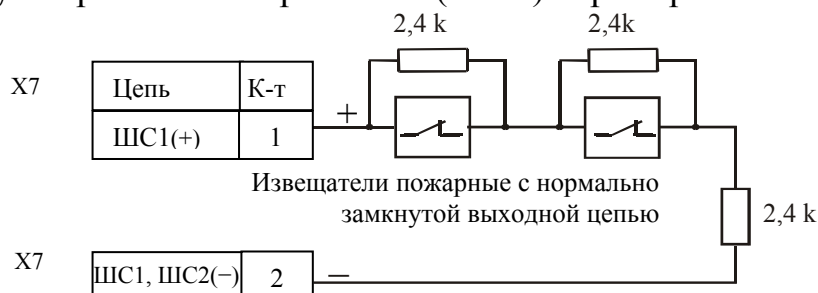 2,4 k 2,4k
X7 Цепь К-т
ШС1(+) 1 +
Извещатели пожарные с нормально
замкнутой выходной цепью
2,4 k
X7 ШС1, ШС2(−) 2 −